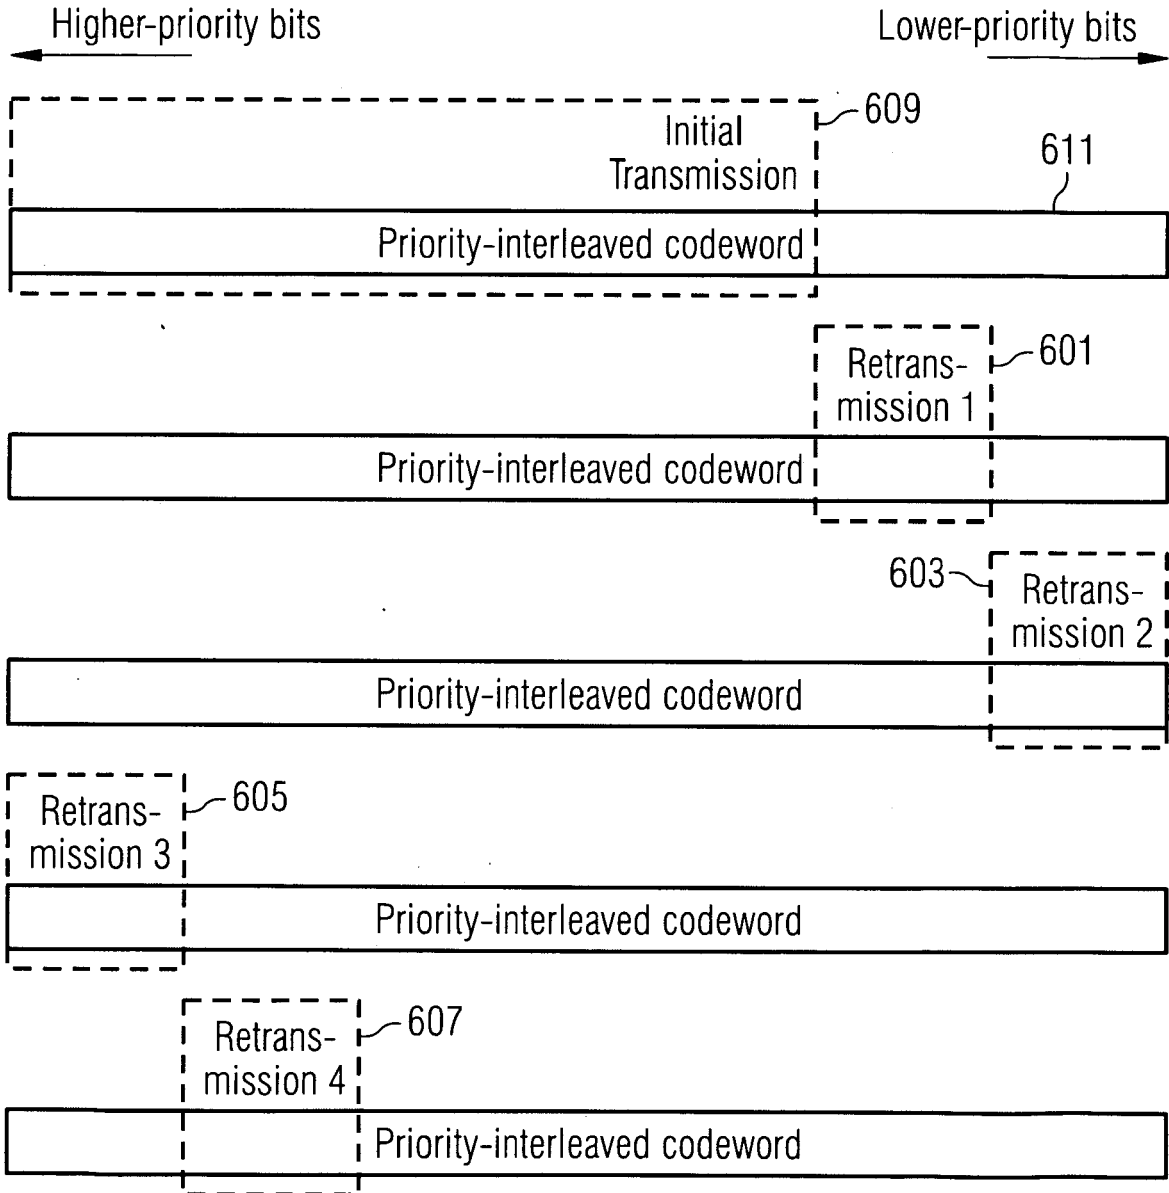 Higher-priority bits
Lower-priority bits
609
Initial
Transmission
611
Priority-interleaved codeword
Retrans-
mission 1
601
Priority-interleaved codeword
603
Retrans-
mission 2
Priority-interleaved codeword
Retrans-
mission 3
605
Priority-interleaved codeword
Retrans-
mission 4
607
Priority-interleaved codeword